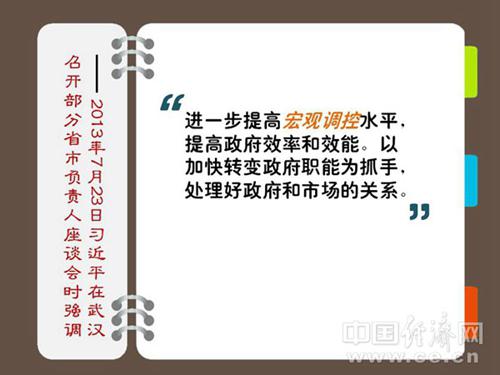 ——2013年7月23日习近平在武汉
召开部分省市负责人座谈会时强调
“
进一步提高宏观调控水平，
提高政府效率和效能。以
加快转变政府职能为抓手，
处理好政府和市场的关系。
”
中国经济网
www.ce.cn